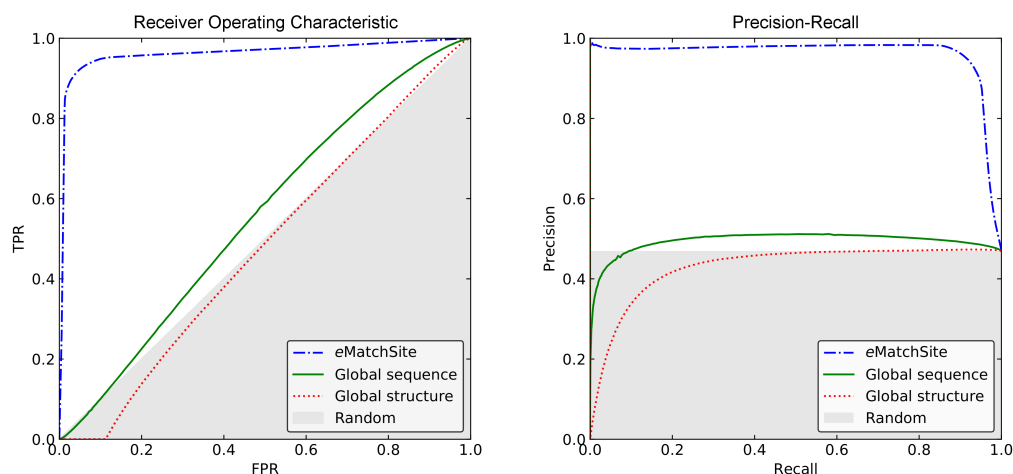 Receiver Operating Characteristic
1.0
0.8
0.6
0.4
0.2
0.0
TPR
0.0 0.2 0.4 0.6 0.8 1.0
FPR
eMatchSite
Global sequence
Global structure
Random
Precision-Recall
1.0
0.8
0.6
0.4
0.2
0.0
Precision
0.0 0.2 0.4 0.6 0.8 1.0
Recall
eMatchSite
Global sequence
Global structure
Random